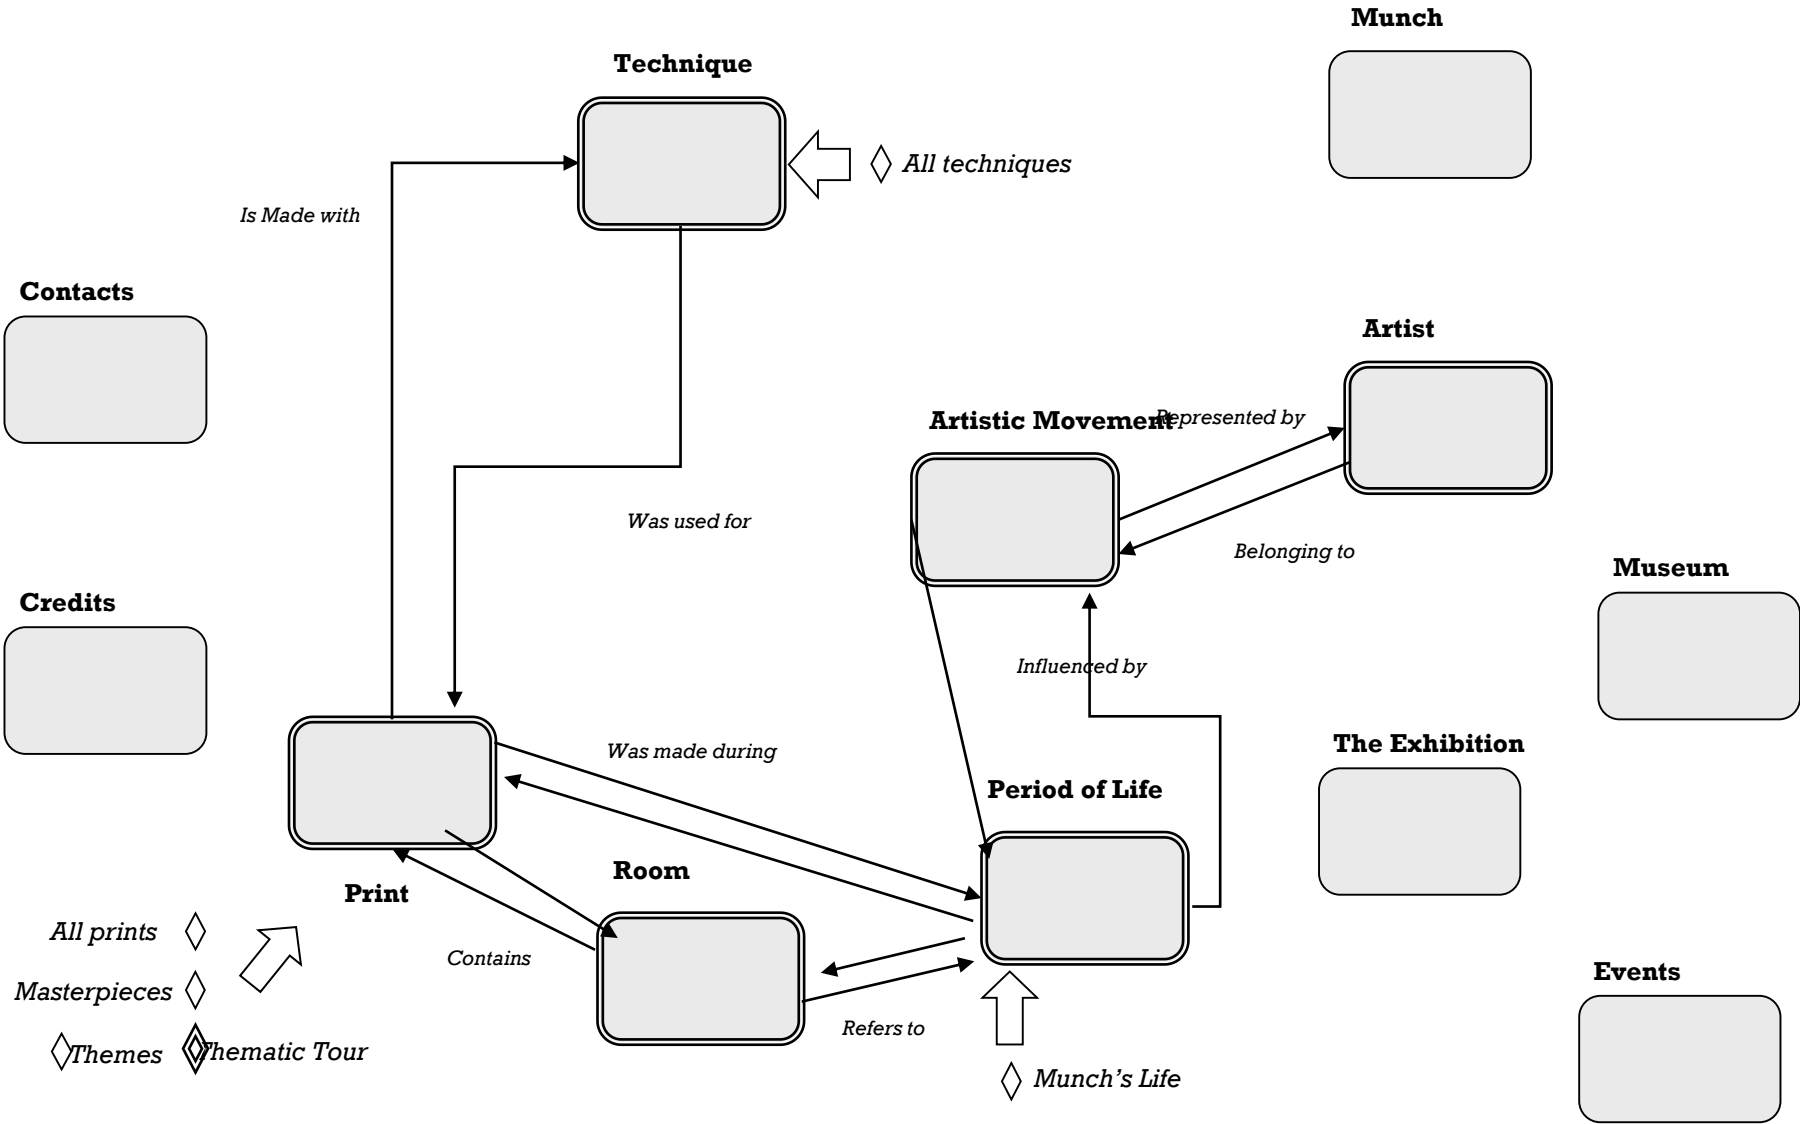 Munch
Technique
All techniques
Is Made with
Contacts
Artist
Artistic Movement
Represented by
Was used for
Belonging to
Museum
Credits
Influenced by
The Exhibition
Was made during
Period of Life
Room
Print
All prints
Contains
Events
Masterpieces
Refers to
Themes
Thematic Tour
Munch’s Life